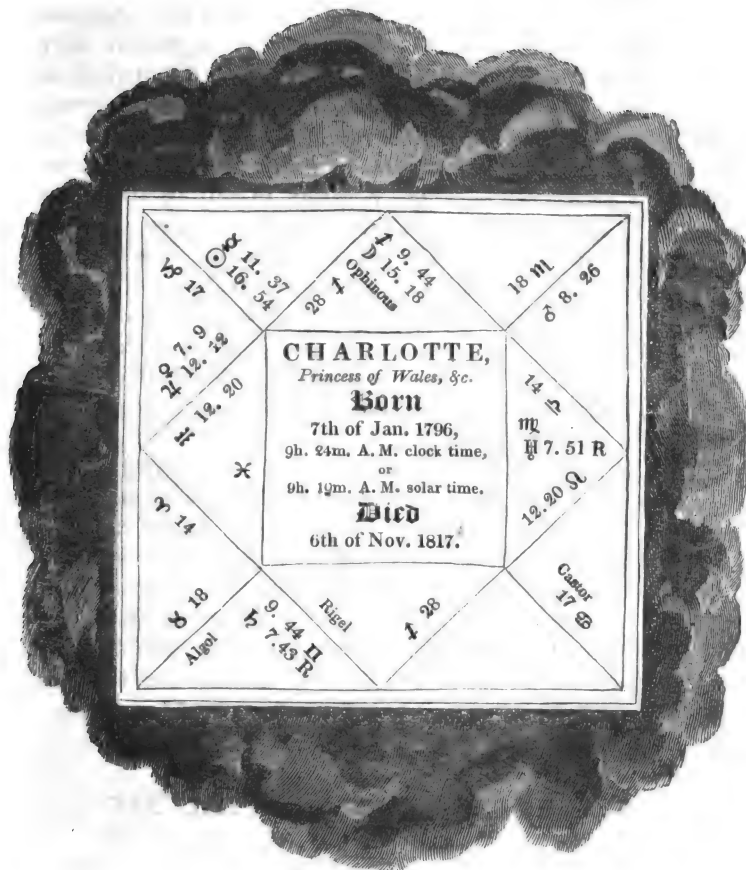 CHARLOTTE,
Princess of Wales, &c.
Born
7th of Jan. 1796,
9h. 24m. A. M. clock time,
or
9h. 19m. A. M. solar time.
Died
6th of Nov. 1817.
♐ 9. 44
☽ 15. 18
Ophinous
28 ♐
☿ 11. 37
☉ 16. 54
♑ 17
♀ 7. 9
♃ 12. 12
♒ 12. 20
♓
♈ 14
♉ 18
Algol
9. 44 ♊
♄ 7.43 R
Rigel
♐ 28
Castor
17 ♋
12.20 ♌
♍
♅ 7. 51 R
14 ♎
♂ 8. 26
18 ♏